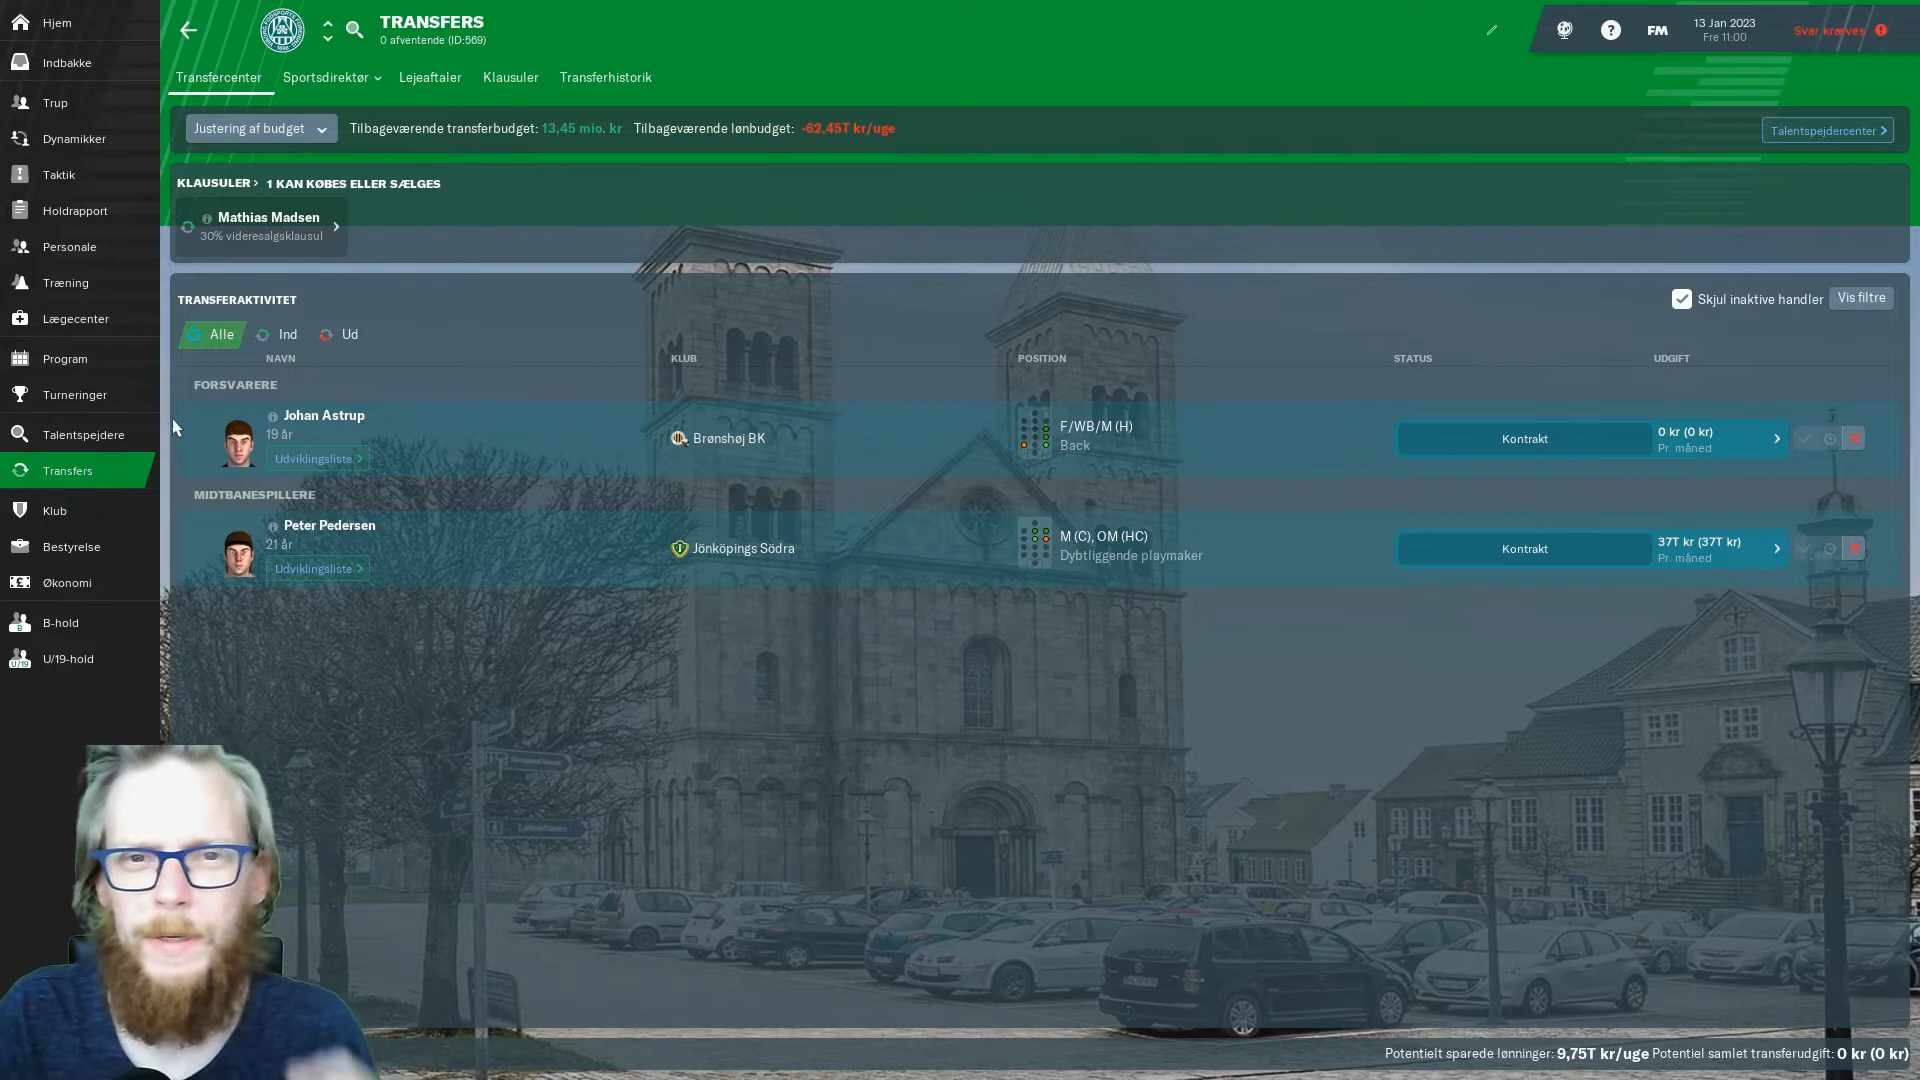 Hjem
Indbakke
Trup
Dynamikker
Taktik
Holdrapport
Personale
Træning
Lægecenter
Program
Turneringer
Talentspejdere
Transfers
Klub
Bestyrelse
Økonomi
B-hold
U/19-hold
TRANSFERS
0 afventende (ID:569)
FM
13 Jan 2023
Fre 11:00
Svar kræves
Transfercenter
Sportsdirektør
Lejeaftaler
Klausuler
Transferhistorik
Justering af budget
Tilbageværende transferbudget: 13,45 mio. kr
Tilbageværende lønbudget: -62,45T kr/uge
Talentspejdercenter
KLAUSULER
1 KAN KØBES ELLER SÆLGES
Mathias Madsen
30% videresalgsklausul
TRANSFERAKTIVITET
Skjul inaktive handler
Vis filtre
Alle
Ind
Ud
NAVN
KLUB
POSITION
STATUS
UDGIFT
FORSVARERE
Johan Astrup
19 år
Udviklingsliste
Brønshøj BK
F/WB/M (H)
Back
Kontrakt
0 kr (0 kr)
Pr. måned
MIDTBANESPILLERE
Peter Pedersen
21 år
Udviklingsliste
Jönköpings Södra
M (C), OM (HC)
Dybtliggende playmaker
Kontrakt
37T kr (37T kr)
Pr. måned
Potentielt sparede lønninger: 9,75T kr/uge Potentiel samlet transferudgift: 0 kr (0 kr)